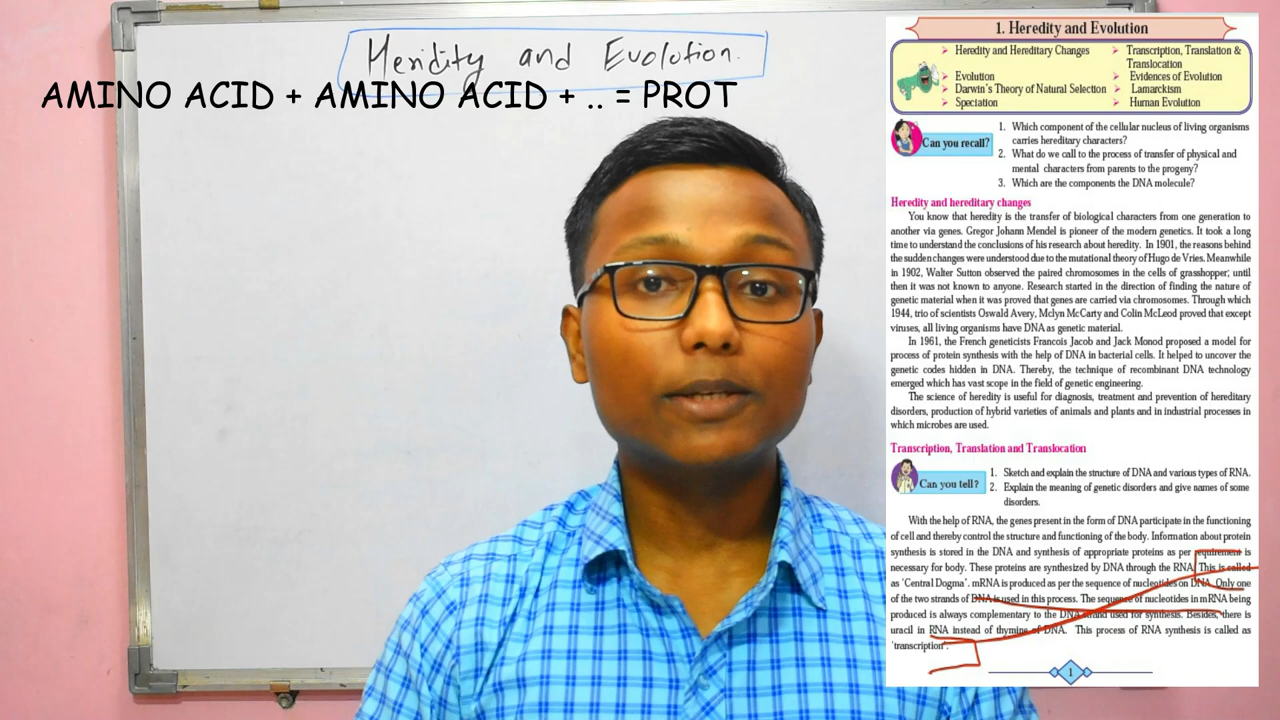 Heridity and Evolution.
AMINO ACID + AMINO ACID + .. = PROT
1. Heredity and Evolution
➢ Heredity and Hereditary Changes ➢ Transcription, Translation & Translocation
➢ Evolution ➢ Evidences of Evolution
➢ Darwin's Theory of Natural Selection ➢ Lamarckism
➢ Speciation ➢ Human Evolution
Can you recall?
1. Which component of the cellular nucleus of living organisms
carries hereditary characters?
2. What do we call to the process of transfer of physical and
mental characters from parents to the progeny?
3. Which are the components the DNA molecule?
Heredity and hereditary changes
You know that heredity is the transfer of biological characters from one generation to
another via genes. Gregor Johann Mendel is pioneer of the modern genetics. It took a long
time to understand the conclusions of his research about heredity. In 1901, the reasons behind
the sudden changes were understood due to the mutational theory of Hugo de Vries. Meanwhile
in 1902, Walter Sutton observed the paired chromosomes in the cells of grasshopper; until
then it was not known to anyone. Research started in the direction of finding the nature of
genetic material when it was proved that genes are carried via chromosomes. Through which
1944, trio of scientists Oswald Avery, Mclyn McCarty and Colin McLeod proved that except
viruses, all living organisms have DNA as genetic material.
In 1961, the French geneticists Francois Jacob and Jack Monod proposed a model for
process of protein synthesis with the help of DNA in bacterial cells. It helped to uncover the
genetic codes hidden in DNA. Thereby, the technique of recombinant DNA technology
emerged which has vast scope in the field of genetic engineering.
The science of heredity is useful for diagnosis, treatment and prevention of hereditary
disorders, production of hybrid varieties of animals and plants and in industrial processes in
which microbes are used.
Transcription, Translation and Translocation
Can you tell?
1. Sketch and explain the structure of DNA and various types of RNA.
2. Explain the meaning of genetic disorders and give names of some
disorders.
With the help of RNA, the genes present in the form of DNA participate in the functioning
of cell and thereby control the structure and functioning of the body. Information about protein
synthesis is stored in the DNA and synthesis of appropriate proteins as per requirement is
necessary for body. These proteins are synthesized by DNA through the RNA. This is called
as 'Central Dogma'. mRNA is produced as per the sequence of nucleotides on DNA. Only one
of the two strands of DNA is used in this process. The sequence of nucleotides in mRNA being
produced is always complementary to the DNA strand used for synthesis. Besides, there is
uracil in RNA instead of thymine of DNA. This process of RNA synthesis is called as
'transcription'.
1